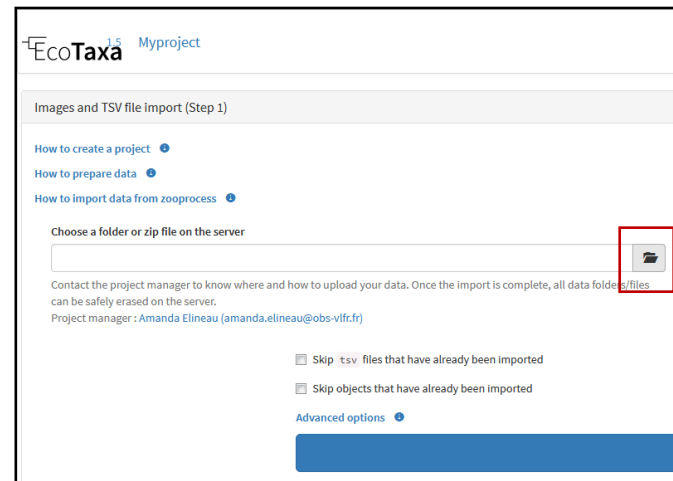 EcoTaxa 1.5 Myproject
Images and TSV file import (Step 1)
How to create a project
How to prepare data
How to import data from zooprocess
Choose a folder or zip file on the server
Contact the project manager to know where and how to upload your data. Once the import is complete, all data folders/files
can be safely erased on the server.
Project manager : Amanda Elineau (amanda.elineau@obs-vlfr.fr)
Skip tsv files that have already been imported
Skip objects that have already been imported
Advanced options